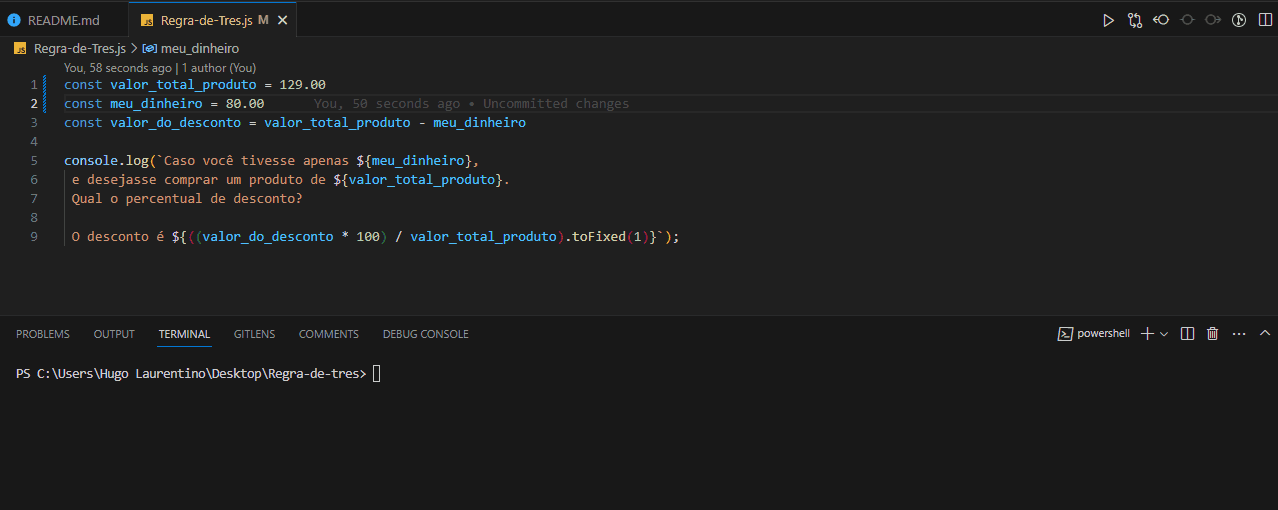 README.md Regra-de-Tres.js M
JS Regra-de-Tres.js > meu_dinheiro
You, 58 seconds ago | 1 author (You)
1 const valor_total_produto = 129.00
2 const meu_dinheiro = 80.00 You, 50 seconds ago • Uncommitted changes
3 const valor_do_desconto = valor_total_produto - meu_dinheiro
4
5 console.log(`Caso você tivesse apenas ${meu_dinheiro},
6 e desejasse comprar um produto de ${valor_total_produto}.
7 Qual o percentual de desconto?
8
9 O desconto é ${((valor_do_desconto * 100) / valor_total_produto).toFixed(1)}`);
PROBLEMS OUTPUT TERMINAL GITLENS COMMENTS DEBUG CONSOLE powershell
PS C:\Users\Hugo Laurentino\Desktop\Regra-de-tres>